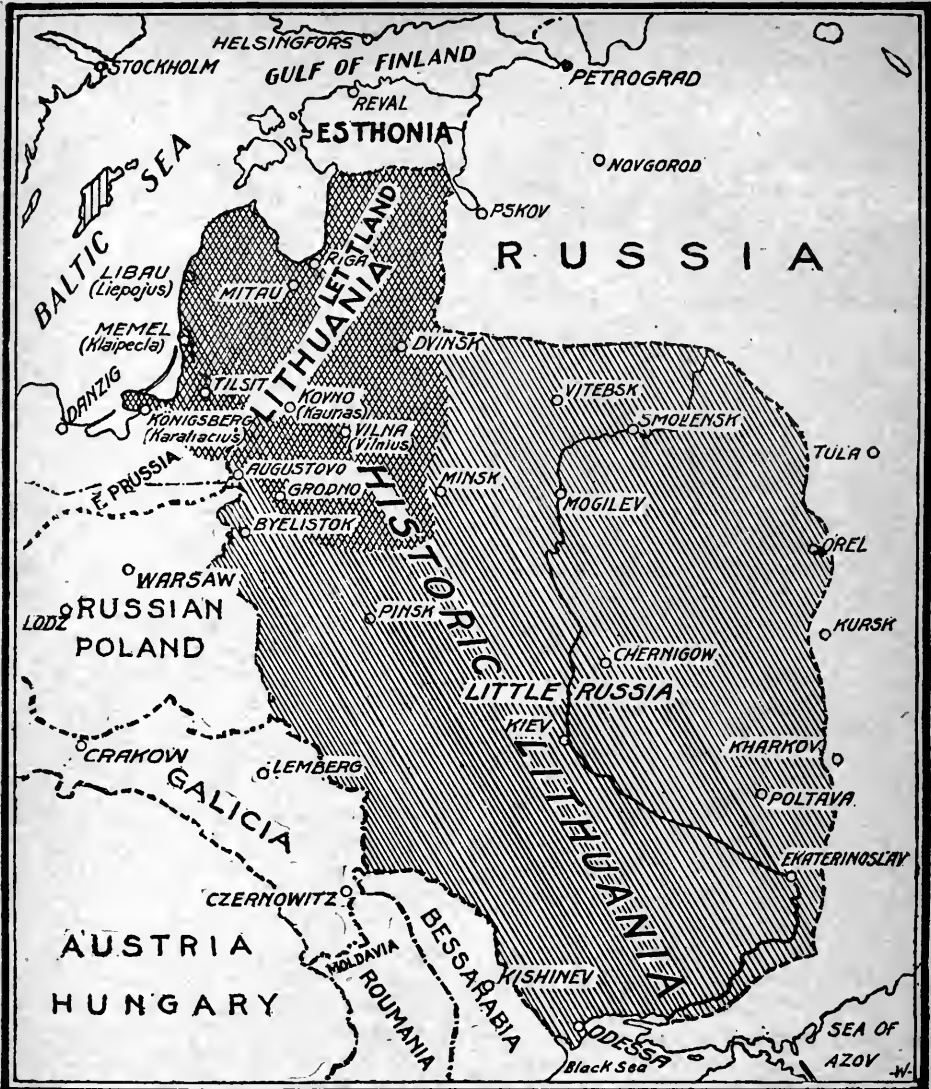 HELSINGFORS
STOCKHOLM
GULF OF FINLAND
PETROGRAD
REVAL
ESTHONIA
BALTIC SEA
NOVGOROD
PSKOV
RUSSIA
LETTLAND
RIGA
LITHUANIA
LIBAU
(Liepojus)
MITAU
MEMEL
(Klaipecla)
DVINSK
DANZIG
TILSIT
KOVNO
(Kaunas)
VITEBSK
KÖNIGSBERG
(Karaliacius)
VILNA
(Vilnius)
SMOLENSK
TULA
E. PRUSSIA
AUGUSTOVO
GRODNO
MINSK
MOGILEV
BYELISTOK
OREL
HISTORIC LITHUANIA
WARSAW
LODZ
RUSSIAN
POLAND
PINSK
KURSK
CHERNIGOW
LITTLE RUSSIA
KIEV
KHARKOV
CRAKOW
LEMBERG
GALICIA
POLTAVA
EKATERINOSLAV
CZERNOWITZ
AUSTRIA
HUNGARY
MOLDAVIA
ROUMANIA
BESSARABIA
KISHINEV
ODESSA
Black Sea
SEA OF
AZOV
-W-